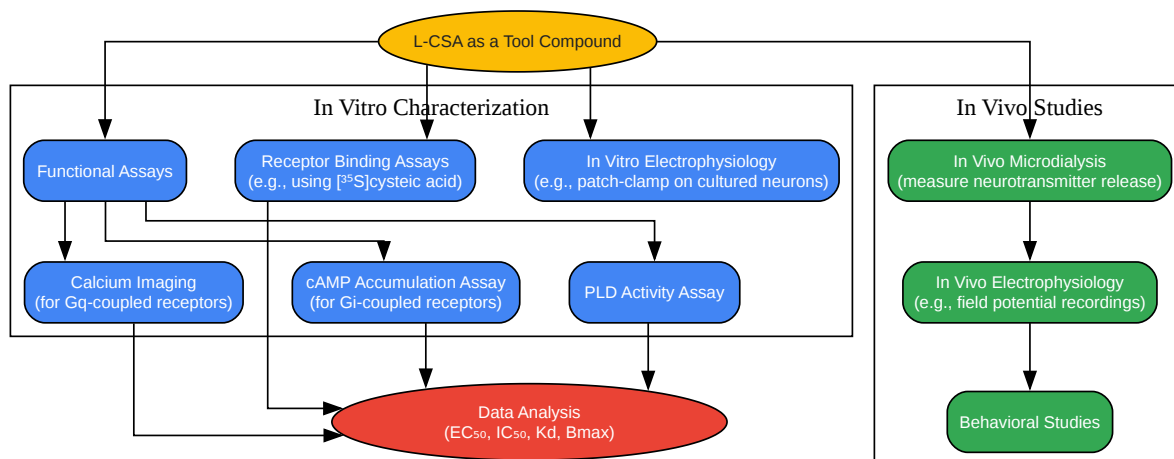 L-CSA as a Tool Compound
In Vitro Characterization
In Vivo Studies
Functional Assays
Receptor Binding Assays
(e.g., using [³⁵S]cysteic acid)
In Vitro Electrophysiology
(e.g., patch-clamp on cultured neurons)
In Vivo Microdialysis
(measure neurotransmitter release)
Calcium Imaging
(for Gq-coupled receptors)
cAMP Accumulation Assay
(for Gi-coupled receptors)
PLD Activity Assay
In Vivo Electrophysiology
(e.g., field potential recordings)
Data Analysis
(EC₅₀, IC₅₀, Kd, Bmax)
Behavioral Studies